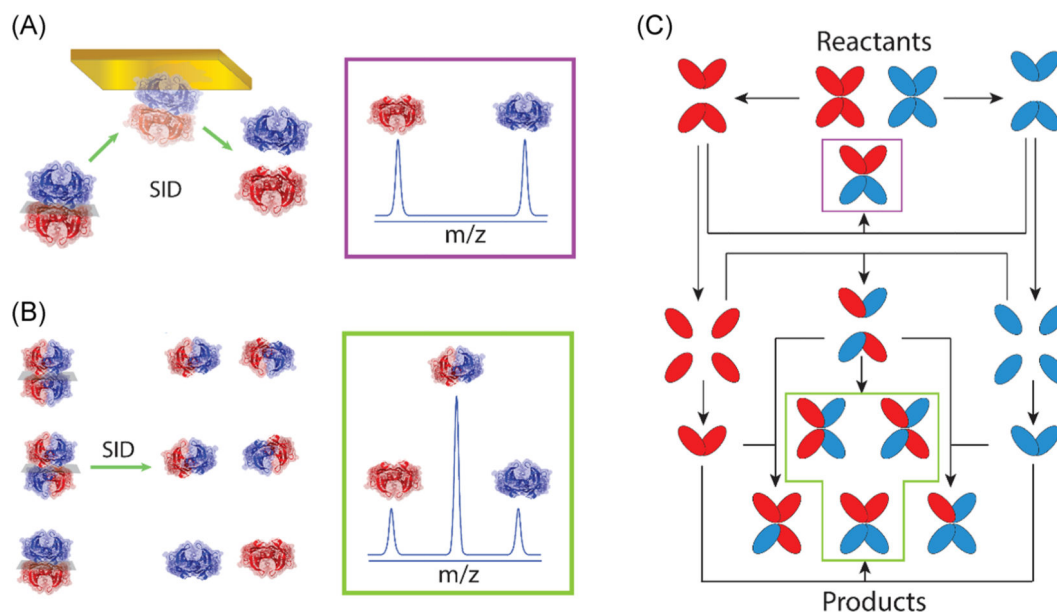 (A)
SID
m/z
(B)
SID
m/z
(C)
Reactants
Products